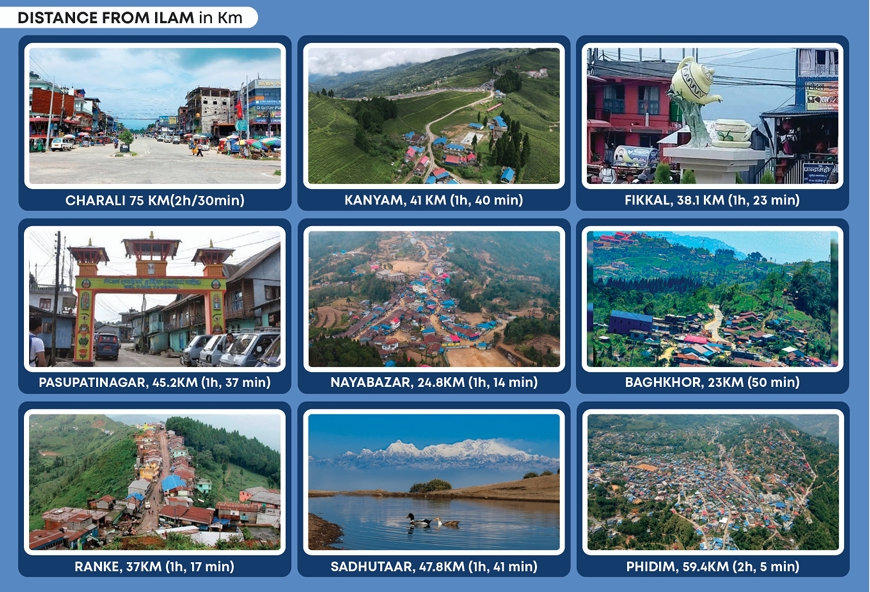 DISTANCE FROM ILAM in Km
CHARALI 75 KM(2h/30min)
KANYAM, 41 KM (1h, 40 min)
FIKKAL, 38.1 KM (1h, 23 min)
PASUPATINAGAR, 45.2KM (1h, 37 min)
NAYABAZAR, 24.8KM (1h, 14 min)
BAGHKHOR, 23KM (50 min)
RANKE, 37KM (1h, 17 min)
SADHUTAAR, 47.8KM (1h, 41 min)
PHIDIM, 59.4KM (2h, 5 min)